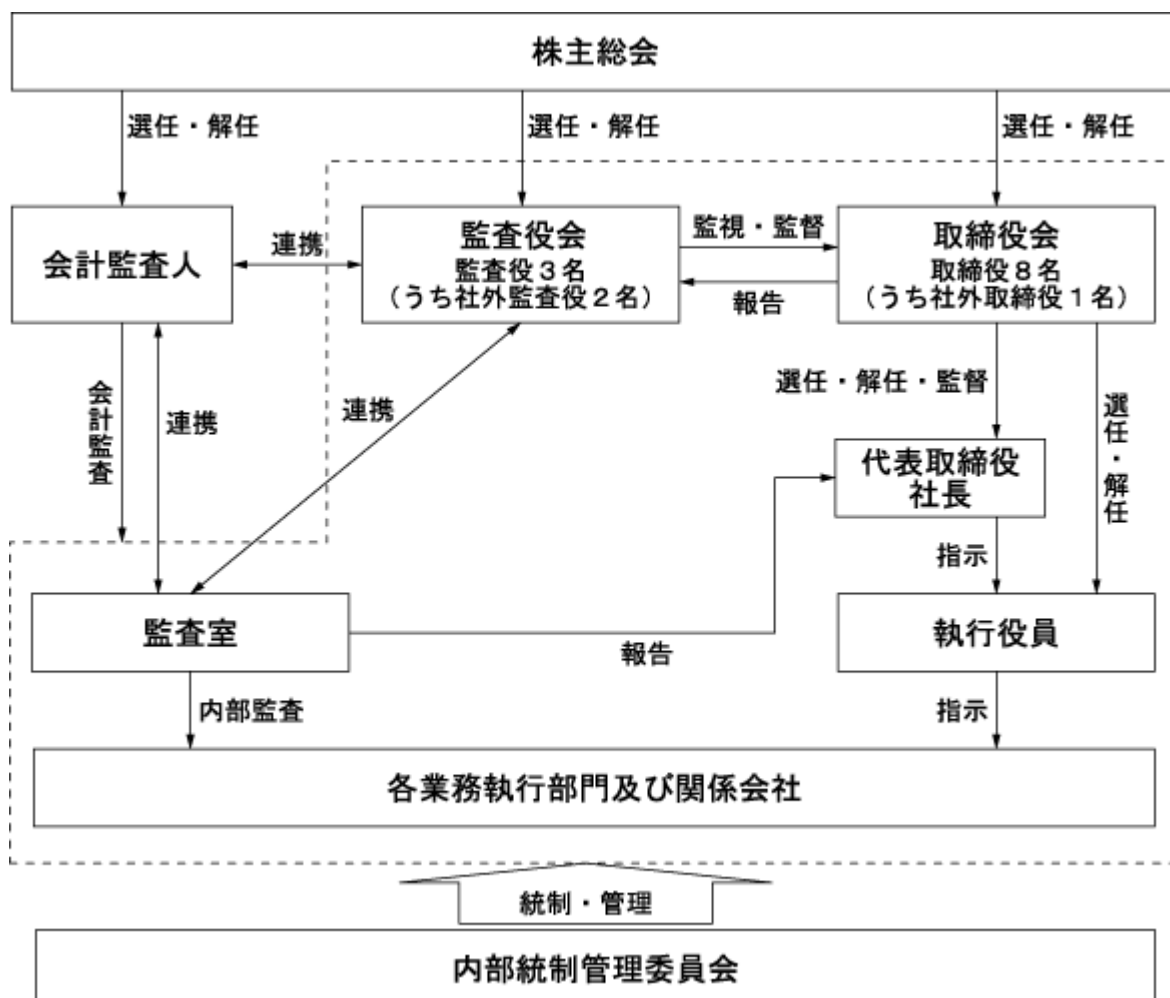 株主総会
選任・解任
選任・解任
選任・解任
会計監査人
連携
監査役会
監査役3名
（うち社外監査役2名）
監視・監督
報告
取締役会
取締役8名
（うち社外取締役1名）
会計監査
連携
連携
選任・解任・監督
選任・解任
代表取締役
社長
指示
監査室
報告
執行役員
内部監査
指示
各業務執行部門及び関係会社
統制・管理
内部統制管理委員会